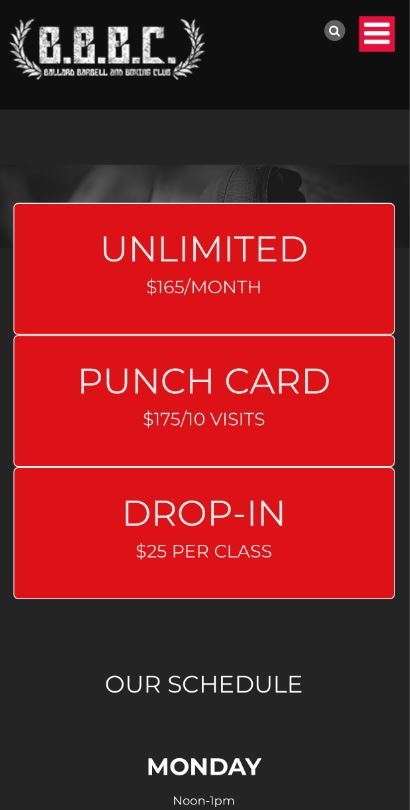 B.B.B.C.
BALLARD BARBELL AND BOXING CLUB
UNLIMITED
$165/MONTH
PUNCH CARD
$175/10 VISITS
DROP-IN
$25 PER CLASS
OUR SCHEDULE
MONDAY
Noon-1pm